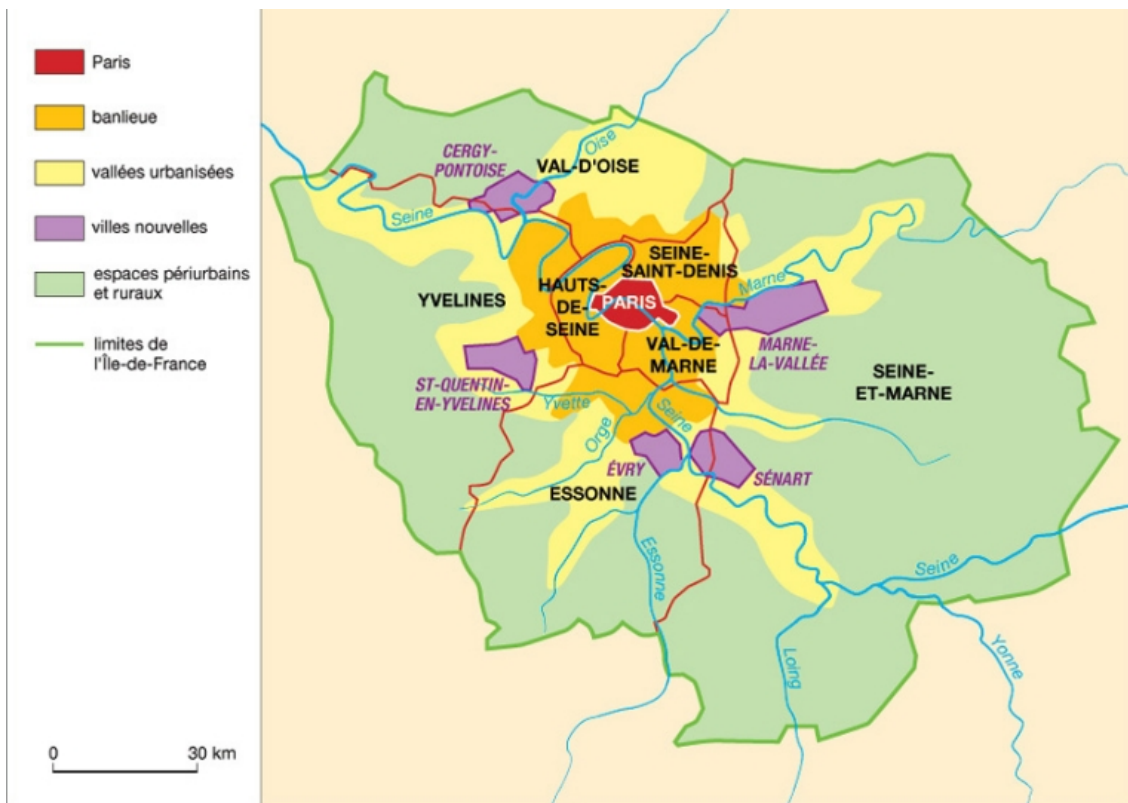 Paris
banlieue
vallées urbanisées
villes nouvelles
espaces périurbains
et ruraux
limites de
l'Île-de-France
0
30 km
CERGY-
PONTOISE
VAL-D'OISE
Oise
Seine
SEINE-
SAINT-DENIS
HAUTS-
DE-
SEINE
PARIS
YVELINES
Marne
VAL-DE-
MARNE
MARNE-
LA-VALLÉE
SEINE-
ET-MARNE
ST-QUENTIN-
EN-YVELINES
Yvette
Orge
Seine
ÉVRY
SÉNART
ESSONNE
Essonne
Seine
Loing
Yonne